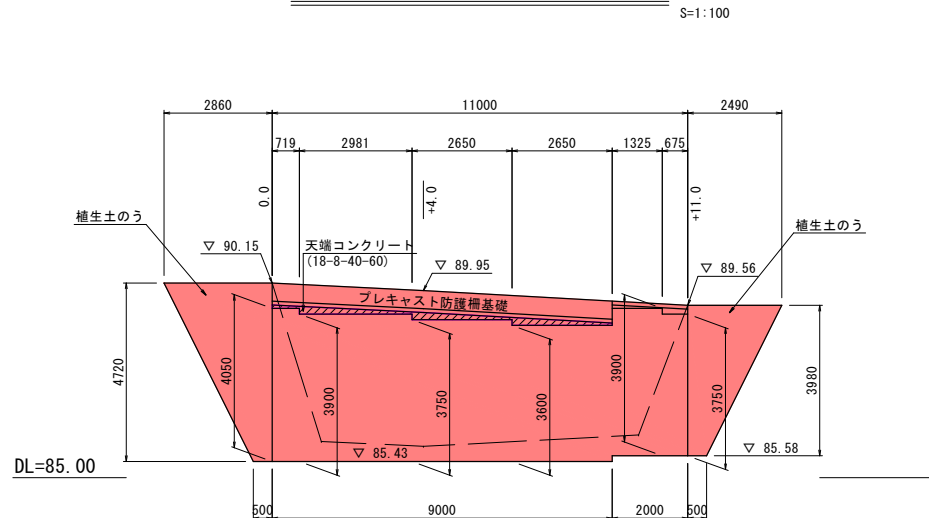 S=1:100
2860 11000 2490
719 2981 2650 2650 1325 675
0.0
+4.0
+11.0
植生土のう
植生土のう
▽ 90.15
天端コンクリート
(18-8-40-60)
▽ 89.95
▽ 89.56
プレキャスト防護柵基礎
4720
4050
3900
3750
3600
3900
3750
3980
▽ 85.43
▽ 85.58
DL=85.00
500 9000 2000 500